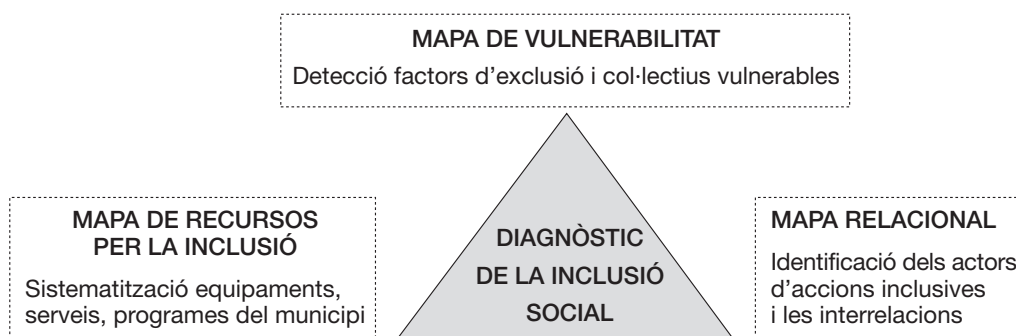 MAPA DE VULNERABILITAT
Detecció factors d’exclusió i col·lectius vulnerables
MAPA DE RECURSOS
PER LA INCLUSIÓ
Sistematització equipaments,
serveis, programes del municipi
DIAGNÒSTIC
DE LA INCLUSIÓ
SOCIAL
MAPA RELACIONAL
Identificació dels actors
d’accions inclusives
i les interrelacions